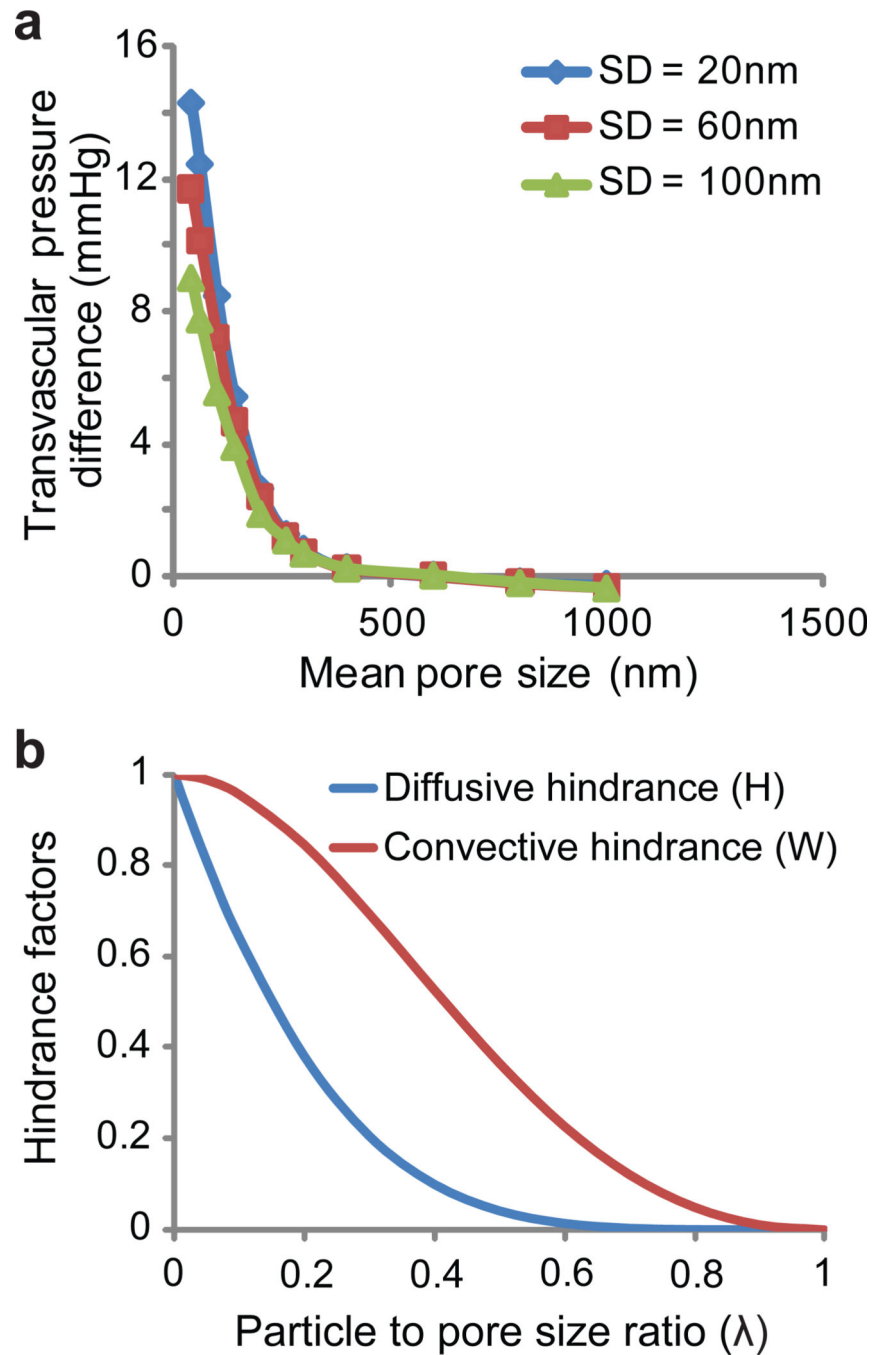 a
Transvascular pressure
difference (mmHg)
16
12
8
4
0
0
500
1000
1500
Mean pore size (nm)
SD = 20nm
SD = 60nm
SD = 100nm
b
Hindrance factors
1
0.8
0.6
0.4
0.2
0
0
0.2
0.4
0.6
0.8
1
Particle to pore size ratio (λ)
Diffusive hindrance (H)
Convective hindrance (W)